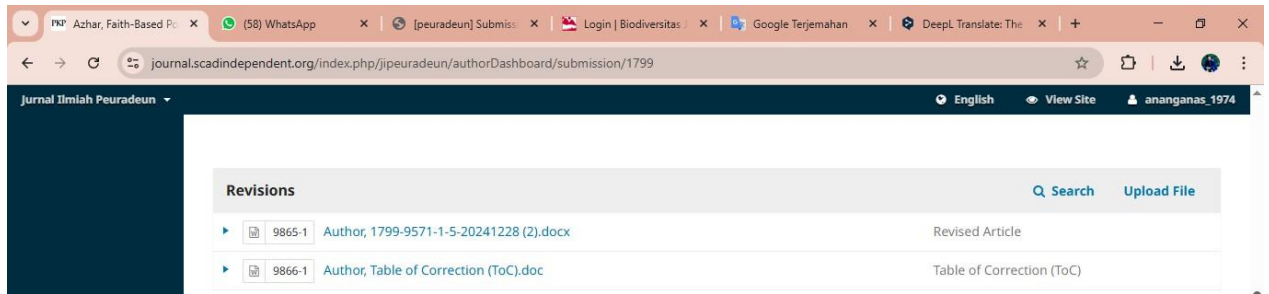 PKP Azhar, Faith-Based Po
(58) WhatsApp
[peuradeun] Submiss
Login | Biodiversitas J
Google Terjemahan
DeepL Translate: The
journal.scadindependent.org/index.php/jipeuradeun/authorDashboard/submission/1799
Jurnal Ilmiah Peuradeun
English
View Site
ananganas_1974
Revisions
Search
Upload File
9865-1 Author, 1799-9571-1-5-20241228 (2).docx
Revised Article
9866-1 Author, Table of Correction (ToC).doc
Table of Correction (ToC)